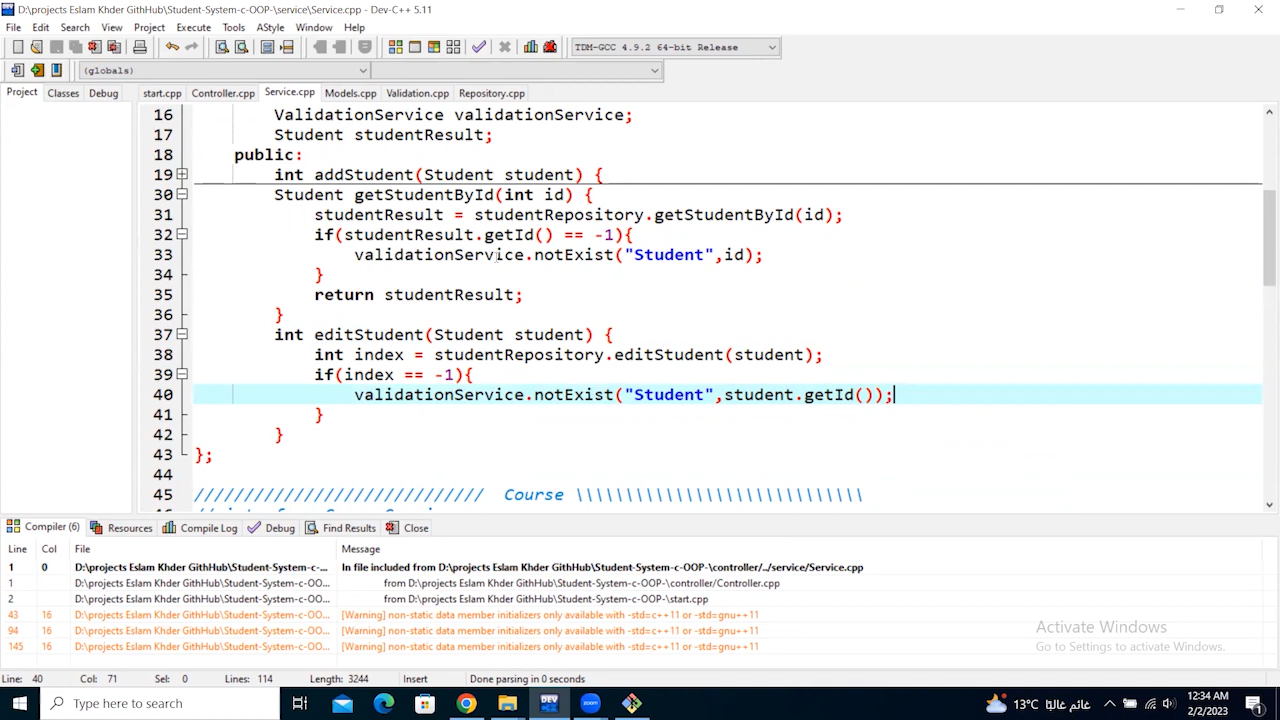 D:\projects Eslam Khder GithHub\Student-System-c-OOP-\service\Service.cpp - Dev-C++ 5.11
File Edit Search View Project Execute Tools AStyle Window Help
TDM-GCC 4.9.2 64-bit Release
(globals)
Project Classes Debug start.cpp Controller.cpp Service.cpp Models.cpp Validation.cpp Repository.cpp
16 ValidationService validationService;
17 Student studentResult;
18 public:
19 int addStudent(Student student) {
30 Student getStudentById(int id) {
31 studentResult = studentRepository.getStudentById(id);
32 if(studentResult.getId() == -1){
33 validationService.notExist("Student",id);
34 }
35 return studentResult;
36 }
37 int editStudent(Student student) {
38 int index = studentRepository.editStudent(student);
39 if(index == -1){
40 validationService.notExist("Student",student.getId());
41 }
42 }
43 };
44
45 //////////////////////////// Course \\\\\\\\\\\\\\\\\\\\\\\\\\\\\
Compiler (6) Resources Compile Log Debug Find Results Close
Line Col File Message
1 0 D:\projects Eslam Khder GithHub\Student-System-c-... In file included from D:\projects Eslam Khder GithHub\Student-System-c-OOP-\controller/../service/Service.cpp
1 D:\projects Eslam Khder GithHub\Student-System-c-OO... from D:\projects Eslam Khder GithHub\Student-System-c-OOP-\controller/Controller.cpp
2 D:\projects Eslam Khder GithHub\Student-System-c-OO... from D:\projects Eslam Khder GithHub\Student-System-c-OOP-\start.cpp
43 16 D:\projects Eslam Khder GithHub\Student-System-c-OO... [Warning] non-static data member initializers only available with -std=c++11 or -std=gnu++11
94 16 D:\projects Eslam Khder GithHub\Student-System-c-OO... [Warning] non-static data member initializers only available with -std=c++11 or -std=gnu++11
145 16 D:\projects Eslam Khder GithHub\Student-System-c-OO... [Warning] non-static data member initializers only available with -std=c++11 or -std=gnu++11
Activate Windows
Go to Settings to activate Windows.
Line: 40 Col: 71 Sel: 0 Lines: 114 Length: 3244 Insert Done parsing in 0 seconds
Type here to search
13°C غائم غالبا
12:34 AM
2/2/2023